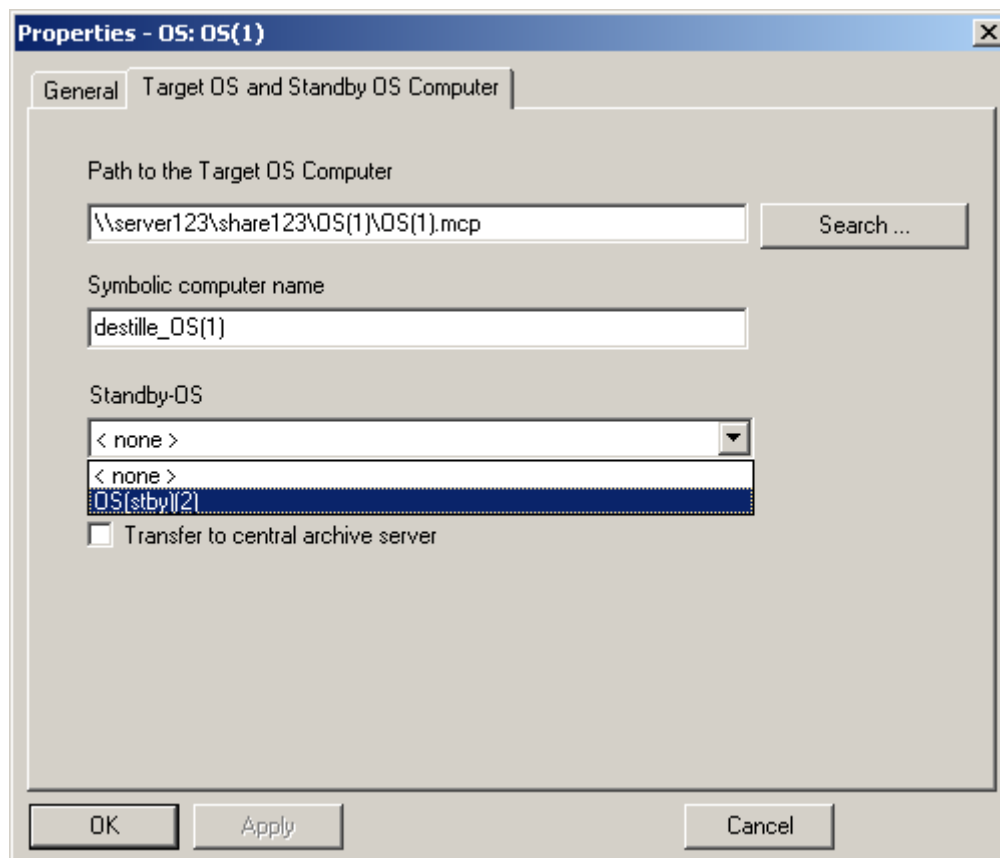 Properties - OS: OS(1)
General
Target OS and Standby OS Computer
Path to the Target OS Computer
\\server123\share123\OS(1)\OS(1).mcp
Search ...
Symbolic computer name
destille_OS(1)
Standby-OS
< none >
< none >
OS(stby)(2)
Transfer to central archive server
OK
Apply
Cancel